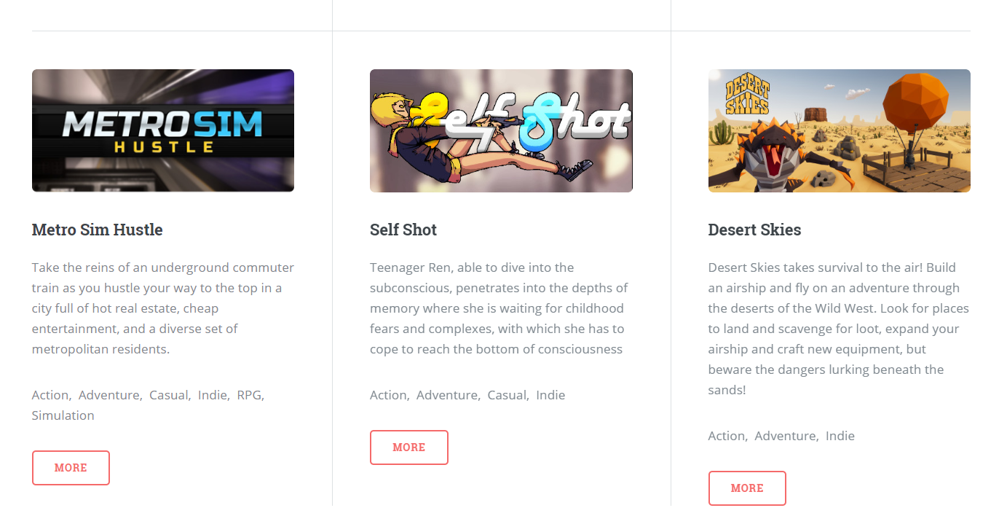 METRO SIM
HUSTLE
Self Shot
DESERT
SKIES
Metro Sim Hustle
Take the reins of an underground commuter
train as you hustle your way to the top in a
city full of hot real estate, cheap
entertainment, and a diverse set of
metropolitan residents.
Action, Adventure, Casual, Indie, RPG,
Simulation
MORE
Self Shot
Teenager Ren, able to dive into the
subconscious, penetrates into the depths of
memory where she is waiting for childhood
fears and complexes, with which she has to
cope to reach the bottom of consciousness
Action, Adventure, Casual, Indie
MORE
Desert Skies
Desert Skies takes survival to the air! Build
an airship and fly on an adventure through
the deserts of the Wild West. Look for places
to land and scavenge for loot, expand your
airship and craft new equipment, but
beware the dangers lurking beneath the
sands!
Action, Adventure, Indie
MORE